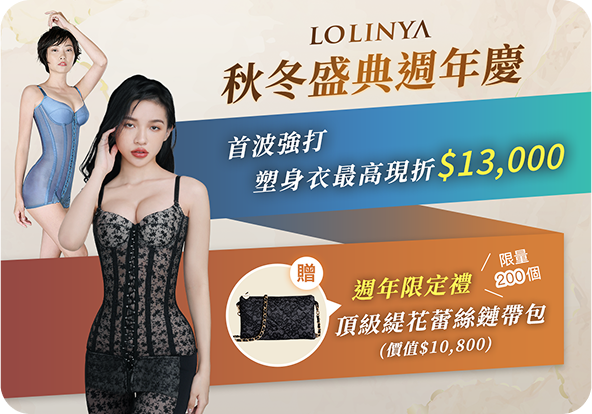 LOLINYA
秋冬盛典週年慶
首波強打
塑身衣最高現折$13,000
贈
週年限定禮
限量
200個
頂級緹花蕾絲鏈帶包
(價值$10,800)